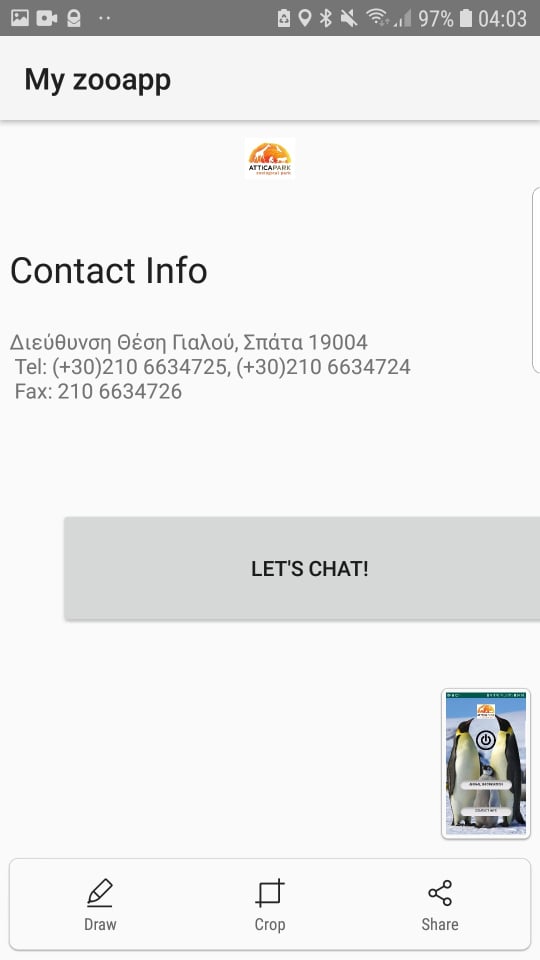 97% 04:03
My zooapp
ATTICAPARK
zoological park
Contact Info
Διεύθυνση Θέση Γιαλού, Σπάτα 19004
Tel: (+30)210 6634725, (+30)210 6634724
Fax: 210 6634726
LET'S CHAT!
Draw
Crop
Share